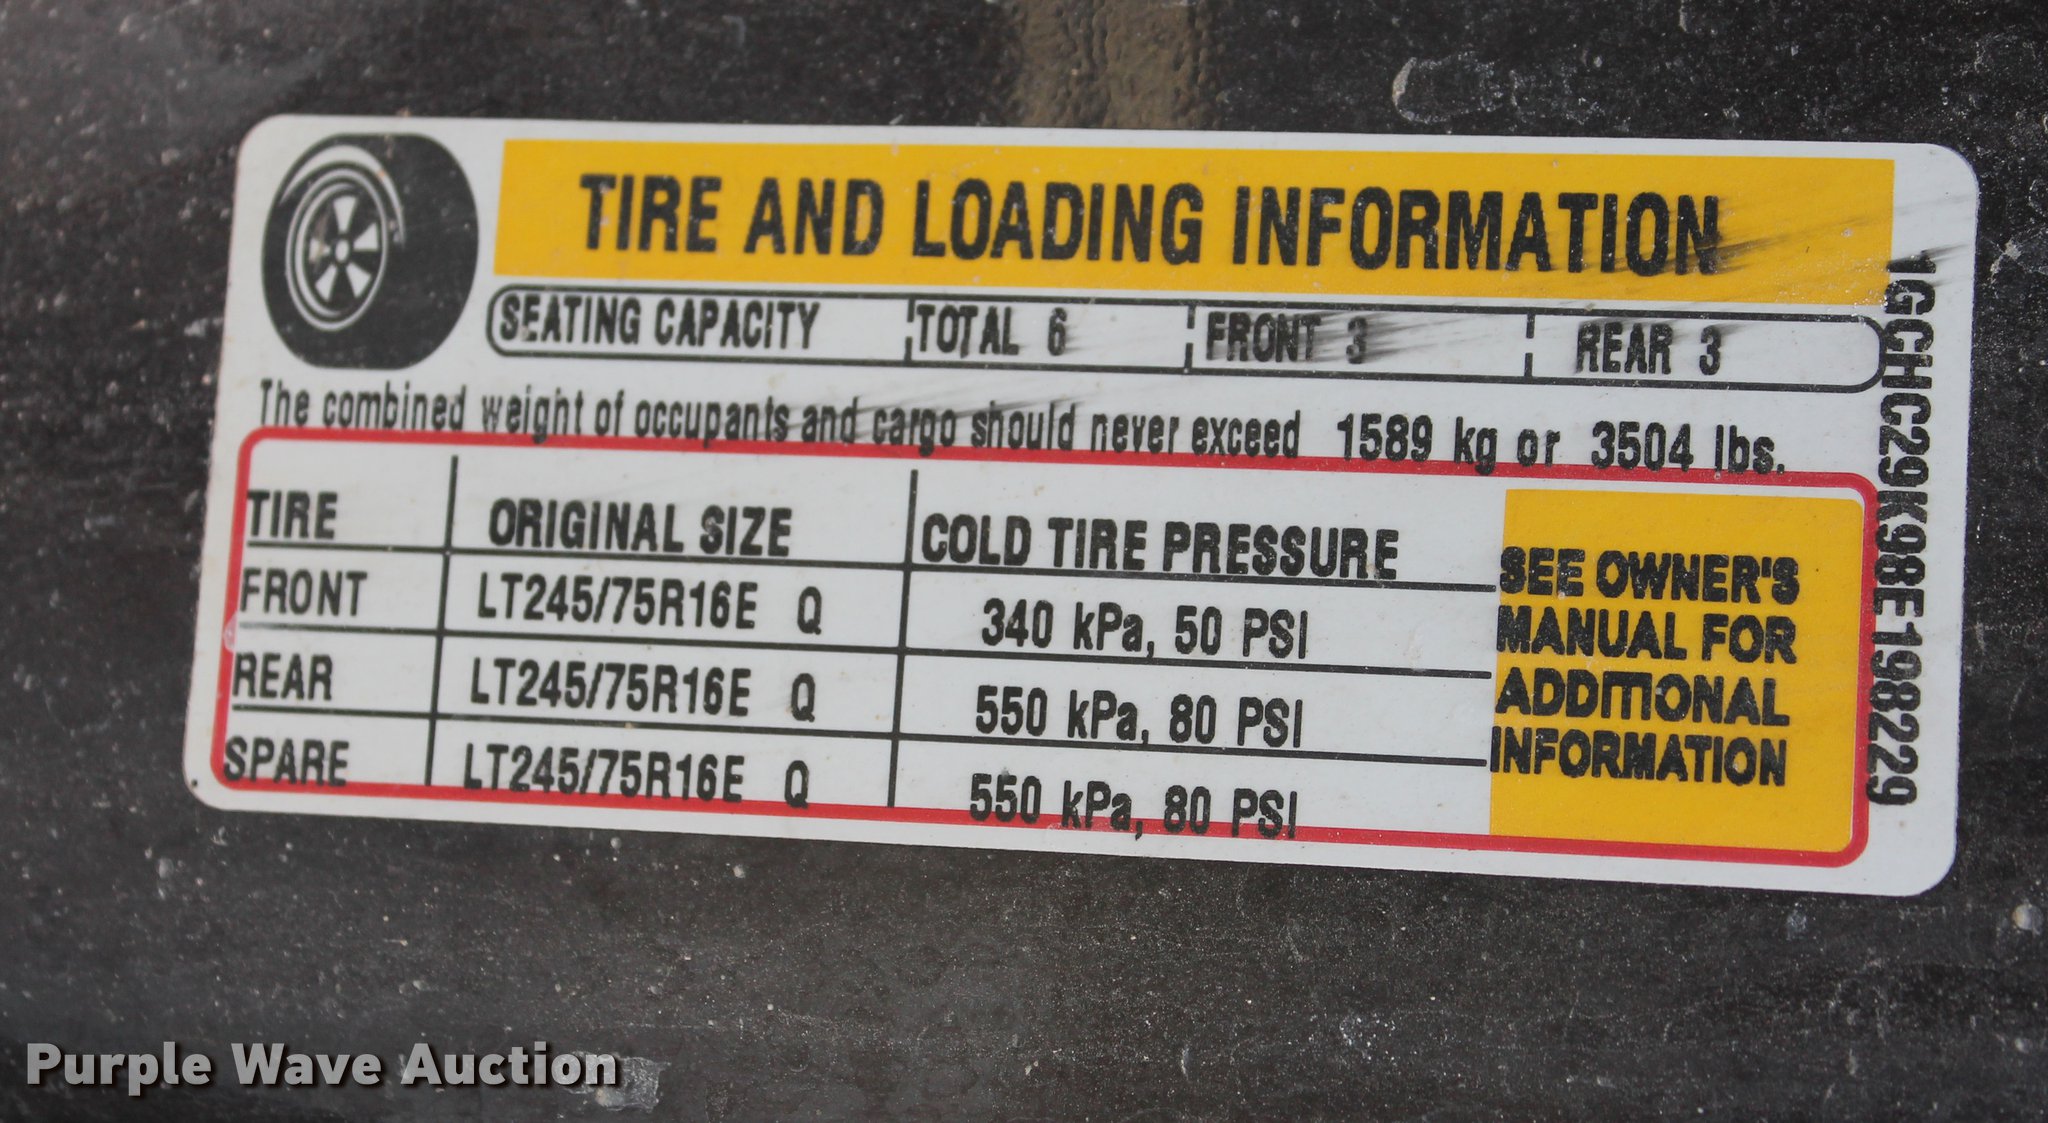 TIRE AND LOADING INFORMATION
SEATING CAPACITY TOTAL 6 FRONT 3 REAR 3
The combined weight of occupants and cargo should never exceed 1589 kg or 3504 lbs.
TIRE ORIGINAL SIZE COLD TIRE PRESSURE
FRONT LT245/75R16E Q 340 kPa, 50 PSI
REAR LT245/75R16E Q 550 kPa, 80 PSI
SPARE LT245/75R16E Q 550 kPa, 80 PSI
SEE OWNER'S
MANUAL FOR
ADDITIONAL
INFORMATION
1GCHC29K98E198229
Purple Wave Auction